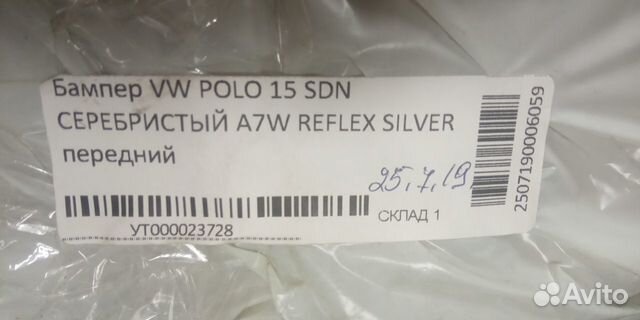 Бампер VW POLO 15 SDN
СЕРЕБРИСТЫЙ A7W REFLEX SILVER
передний
25,7,19
УТ000023728
СКЛАД 1
2507190006059
Avito